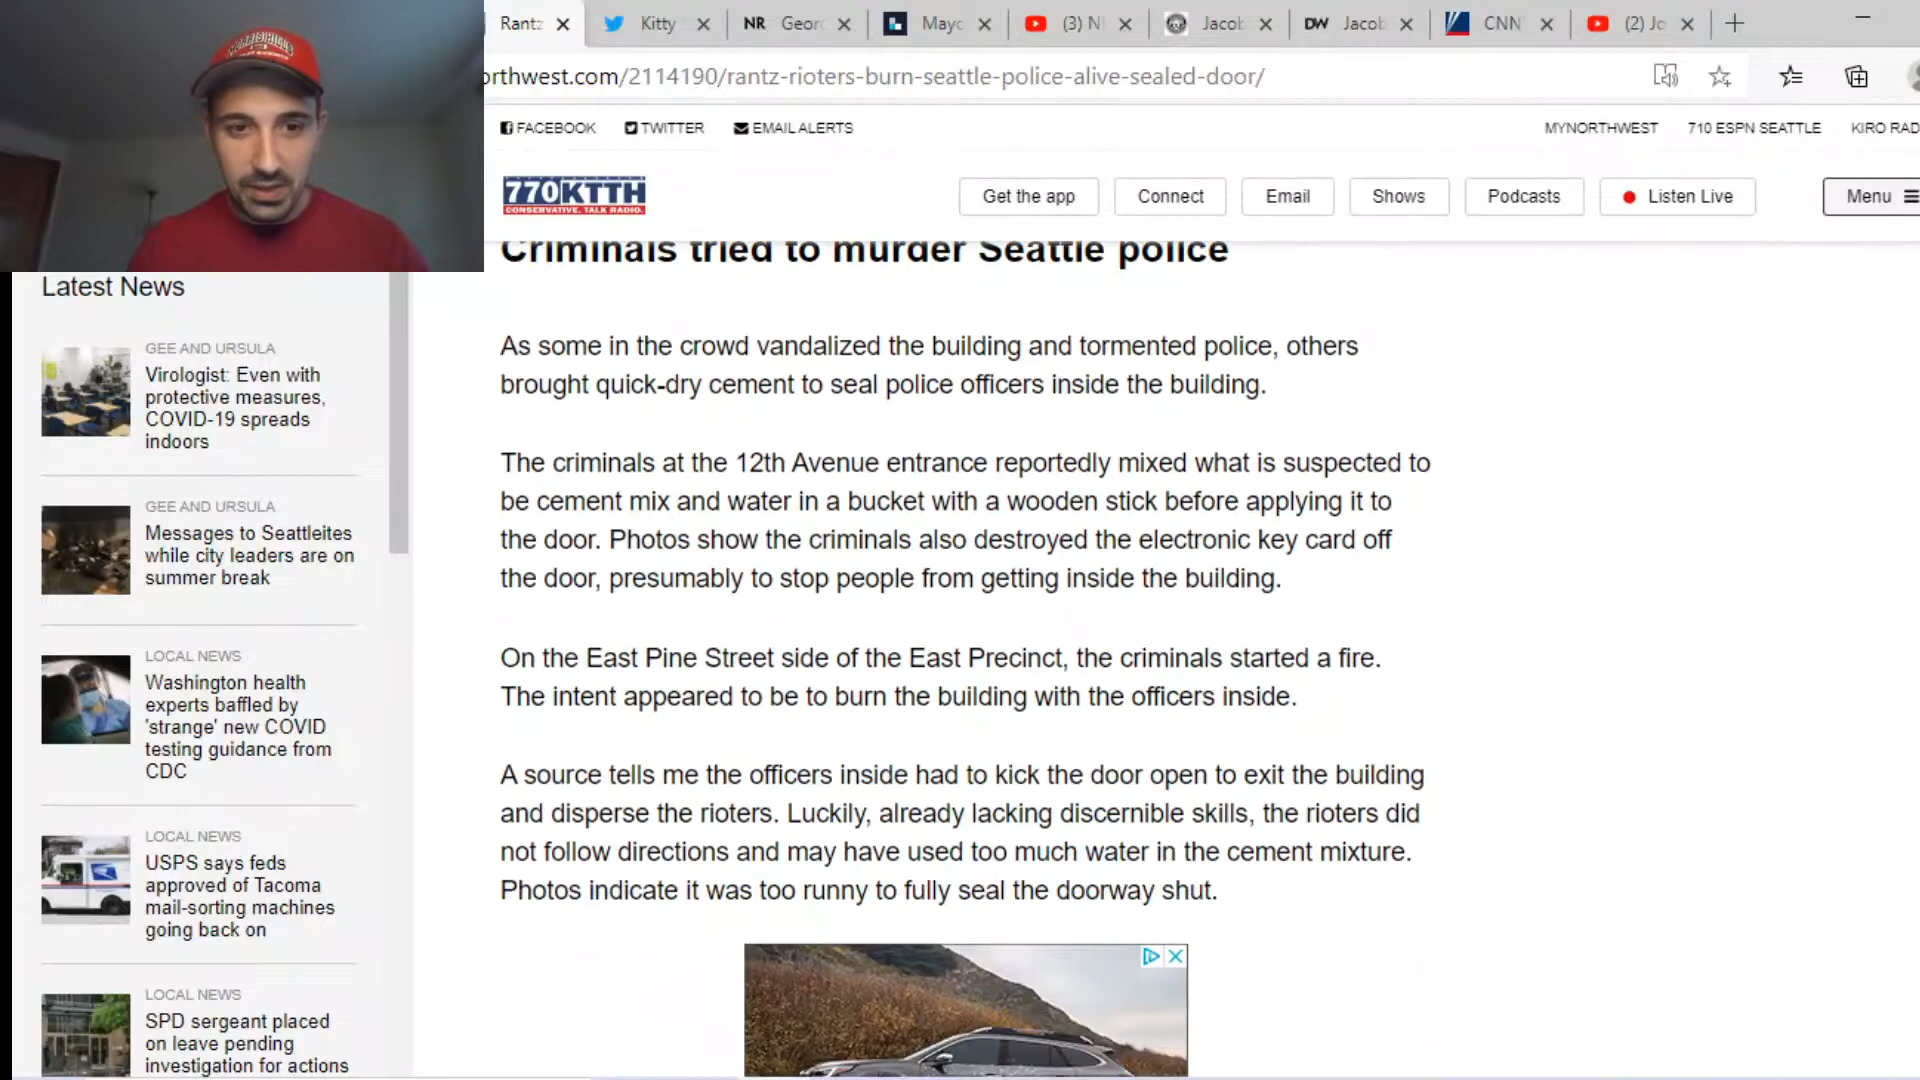 Rantz
Kitty
NR Geor
Mayc
(3) N
Jacob
DW Jacob
CNN
(2) Jo
rthwest.com/2114190/rantz-rioters-burn-seattle-police-alive-sealed-door/
FACEBOOK TWITTER EMAIL ALERTS
MYNORTHWEST 710 ESPN SEATTLE KIRO RAD
MORRIS HILLS
770KTTH
CONSERVATIVE. TALK RADIO.
Get the app Connect Email Shows Podcasts Listen Live Menu
Criminals tried to murder Seattle police
Latest News
GEE AND URSULA
Virologist: Even with
protective measures,
COVID-19 spreads
indoors
GEE AND URSULA
Messages to Seattleites
while city leaders are on
summer break
LOCAL NEWS
Washington health
experts baffled by
'strange' new COVID
testing guidance from
CDC
LOCAL NEWS
USPS says feds
approved of Tacoma
mail-sorting machines
going back on
LOCAL NEWS
SPD sergeant placed
on leave pending
investigation for actions
As some in the crowd vandalized the building and tormented police, others
brought quick-dry cement to seal police officers inside the building.
The criminals at the 12th Avenue entrance reportedly mixed what is suspected to
be cement mix and water in a bucket with a wooden stick before applying it to
the door. Photos show the criminals also destroyed the electronic key card off
the door, presumably to stop people from getting inside the building.
On the East Pine Street side of the East Precinct, the criminals started a fire.
The intent appeared to be to burn the building with the officers inside.
A source tells me the officers inside had to kick the door open to exit the building
and disperse the rioters. Luckily, already lacking discernible skills, the rioters did
not follow directions and may have used too much water in the cement mixture.
Photos indicate it was too runny to fully seal the doorway shut.